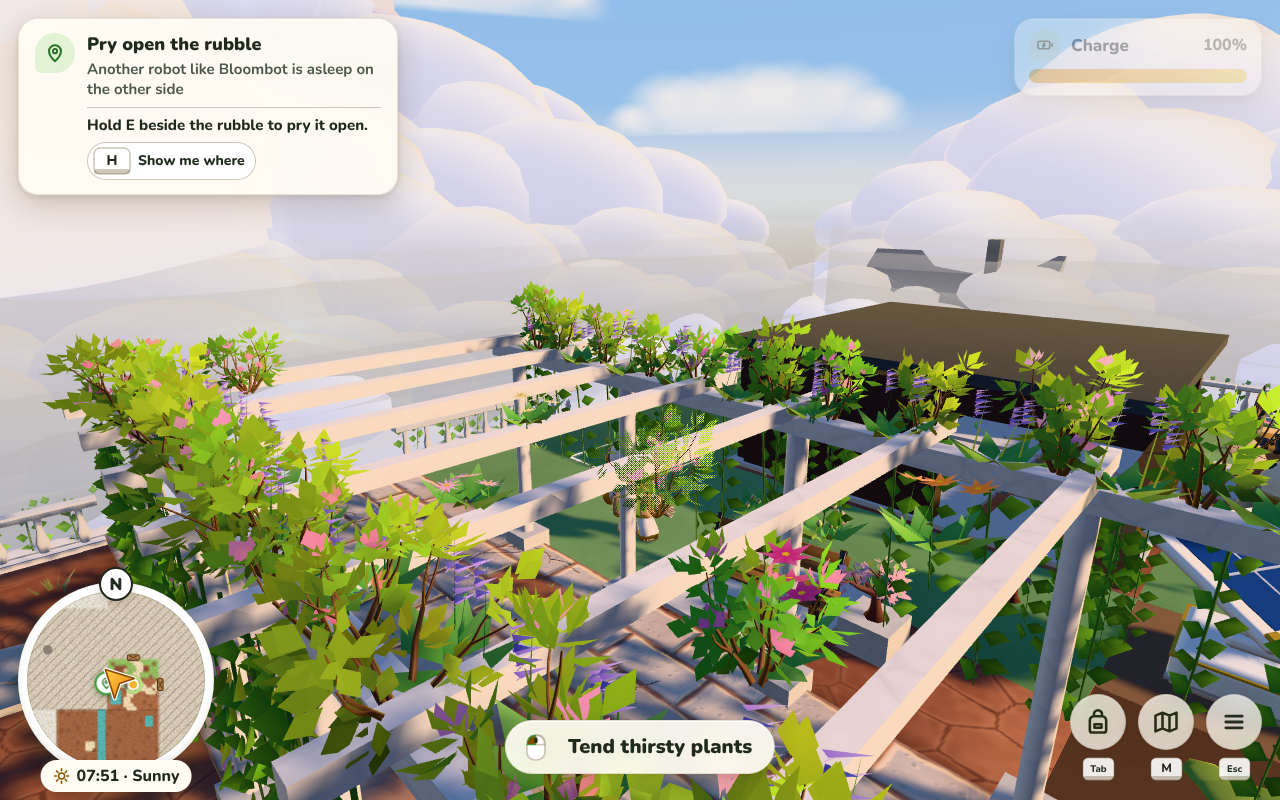 Pry open the rubble
Another robot like Bloombot is asleep on
the other side
Hold E beside the rubble to pry it open.
H Show me where
Charge 100%
N
07:51 · Sunny
Tend thirsty plants
Tab M Esc